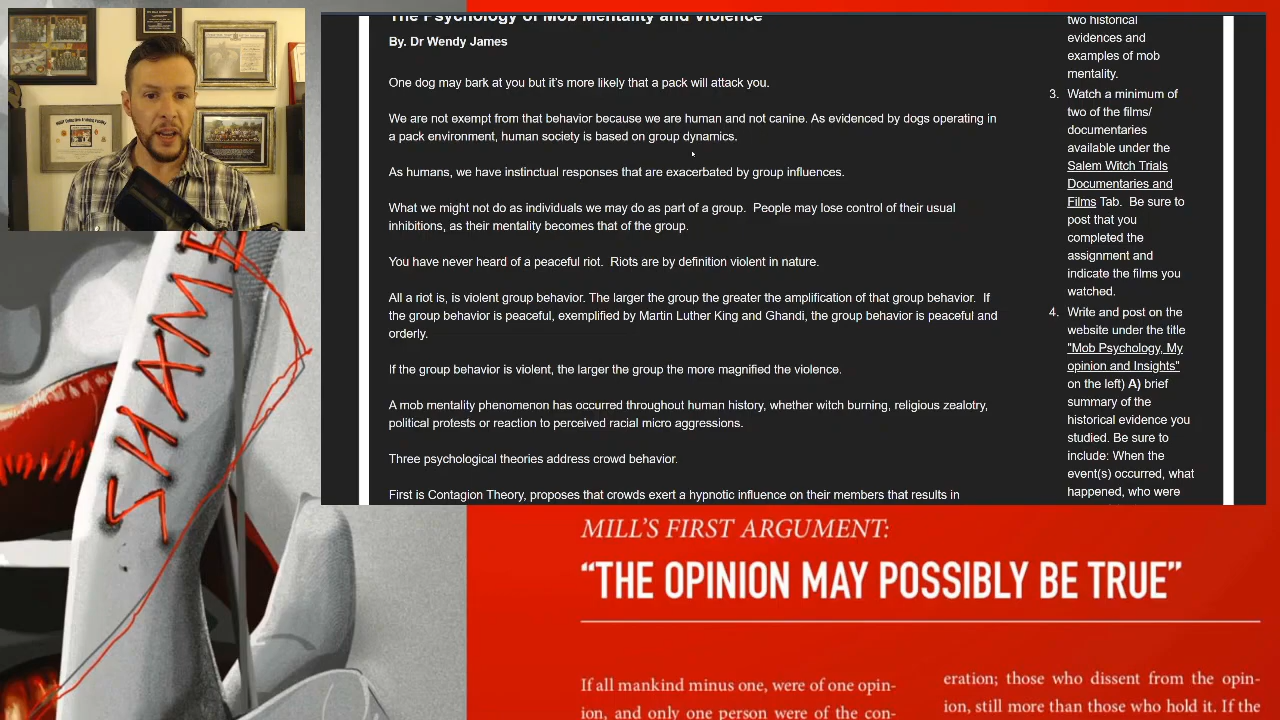 The Psychology of Mob Mentality and Violence
By. Dr Wendy James
One dog may bark at you but it's more likely that a pack will attack you.
We are not exempt from that behavior because we are human and not canine. As evidenced by dogs operating in
a pack environment, human society is based on group dynamics.
As humans, we have instinctual responses that are exacerbated by group influences.
What we might not do as individuals we may do as part of a group.  People may lose control of their usual
inhibitions, as their mentality becomes that of the group.
You have never heard of a peaceful riot.  Riots are by definition violent in nature.
All a riot is, is violent group behavior. The larger the group the greater the amplification of that group behavior.  If
the group behavior is peaceful, exemplified by Martin Luther King and Ghandi, the group behavior is peaceful and
orderly.
If the group behavior is violent, the larger the group the more magnified the violence.
A mob mentality phenomenon has occurred throughout human history, whether witch burning, religious zealotry,
political protests or reaction to perceived racial micro aggressions.
Three psychological theories address crowd behavior.
First is Contagion Theory, proposes that crowds exert a hypnotic influence on their members that results in
two historical
evidences and
examples of mob
mentality.
3. Watch a minimum of
two of the films/
documentaries
available under the
Salem Witch Trials
Documentaries and
Films Tab.  Be sure to
post that you
completed the
assignment and
indicate the films you
watched.
4. Write and post on the
website under the title
"Mob Psychology, My
opinion and Insights"
on the left) A) brief
summary of the
historical evidence you
studied. Be sure to
include: When the
event(s) occurred, what
happened, who were
SHAME
MILL'S FIRST ARGUMENT:
“THE OPINION MAY POSSIBLY BE TRUE”
If all mankind minus one, were of one opin-
ion, and only one person were of the con-
eration; those who dissent from the opin-
ion, still more than those who hold it. If the